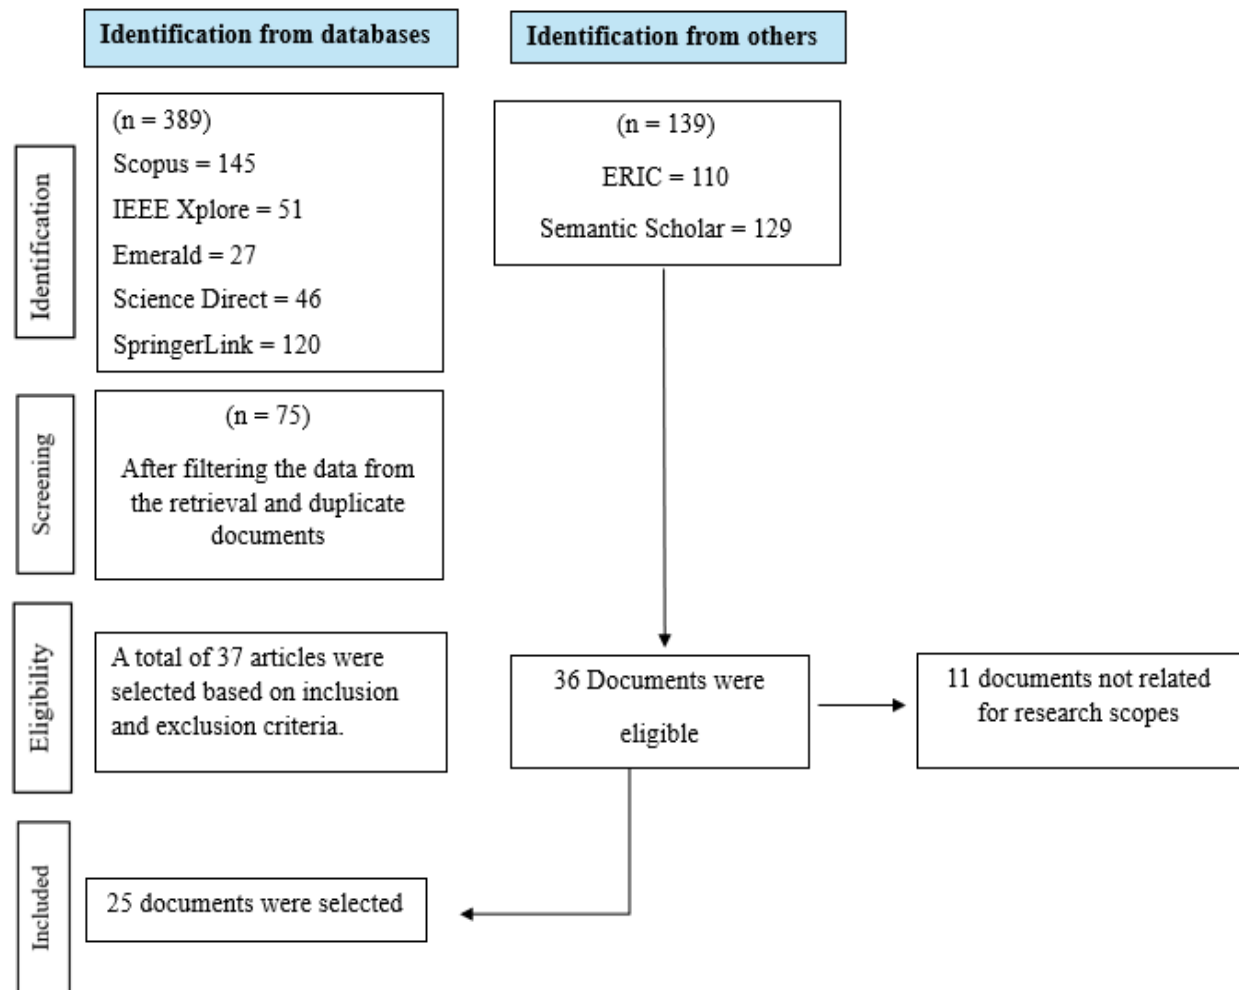 Identification from databases
Identification from others
Identification
(n = 389)
Scopus = 145
IEEE Xplore = 51
Emerald = 27
Science Direct = 46
SpringerLink = 120
(n = 139)
ERIC = 110
Semantic Scholar = 129
Screening
(n = 75)
After filtering the data from
the retrieval and duplicate
documents
Eligibility
A total of 37 articles were
selected based on inclusion
and exclusion criteria.
36 Documents were
eligible
11 documents not related
for research scopes
Included
25 documents were selected